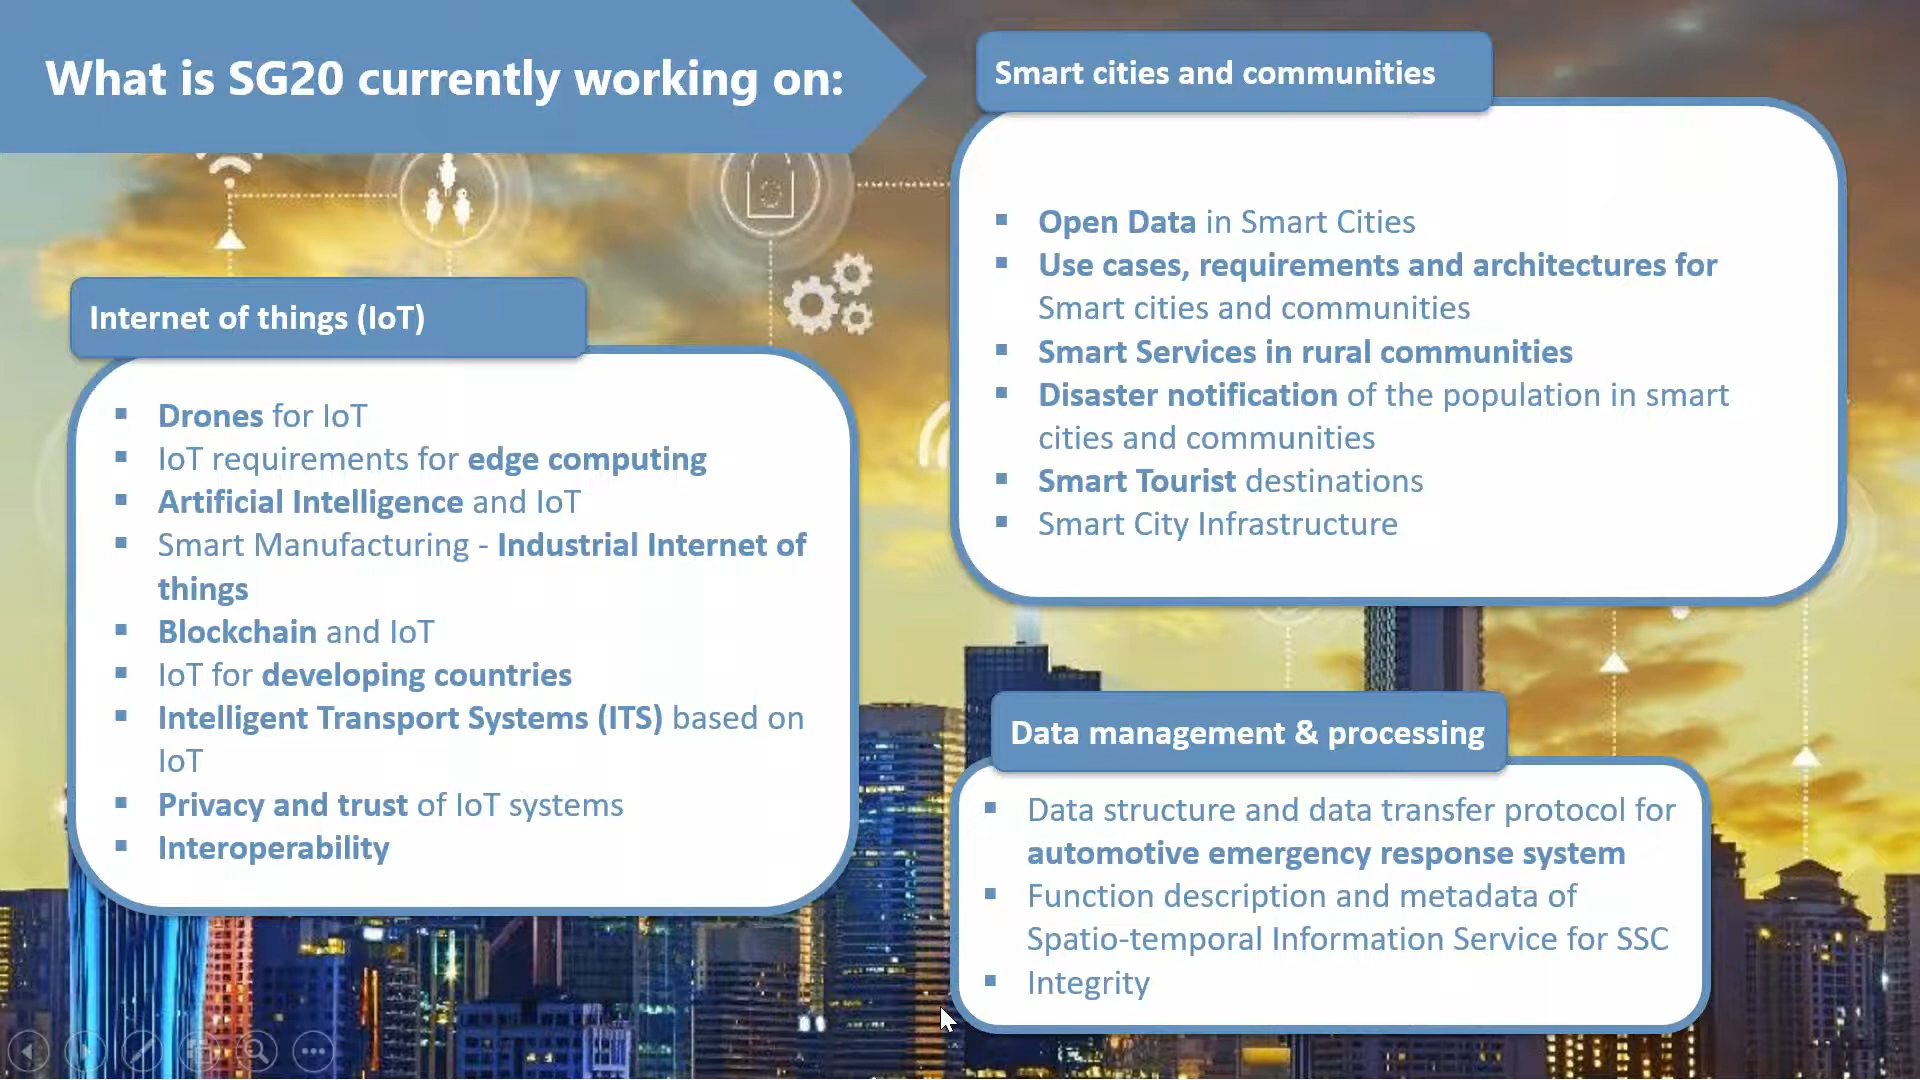 What is SG20 currently working on:
Internet of things (IoT)
▪ Drones for IoT
▪ IoT requirements for edge computing
▪ Artificial Intelligence and IoT
▪ Smart Manufacturing - Industrial Internet of
things
▪ Blockchain and IoT
▪ IoT for developing countries
▪ Intelligent Transport Systems (ITS) based on
IoT
▪ Privacy and trust of IoT systems
▪ Interoperability
Smart cities and communities
▪ Open Data in Smart Cities
▪ Use cases, requirements and architectures for
Smart cities and communities
▪ Smart Services in rural communities
▪ Disaster notification of the population in smart
cities and communities
▪ Smart Tourist destinations
▪ Smart City Infrastructure
Data management & processing
▪ Data structure and data transfer protocol for
automotive emergency response system
▪ Function description and metadata of
Spatio-temporal Information Service for SSC
▪ Integrity